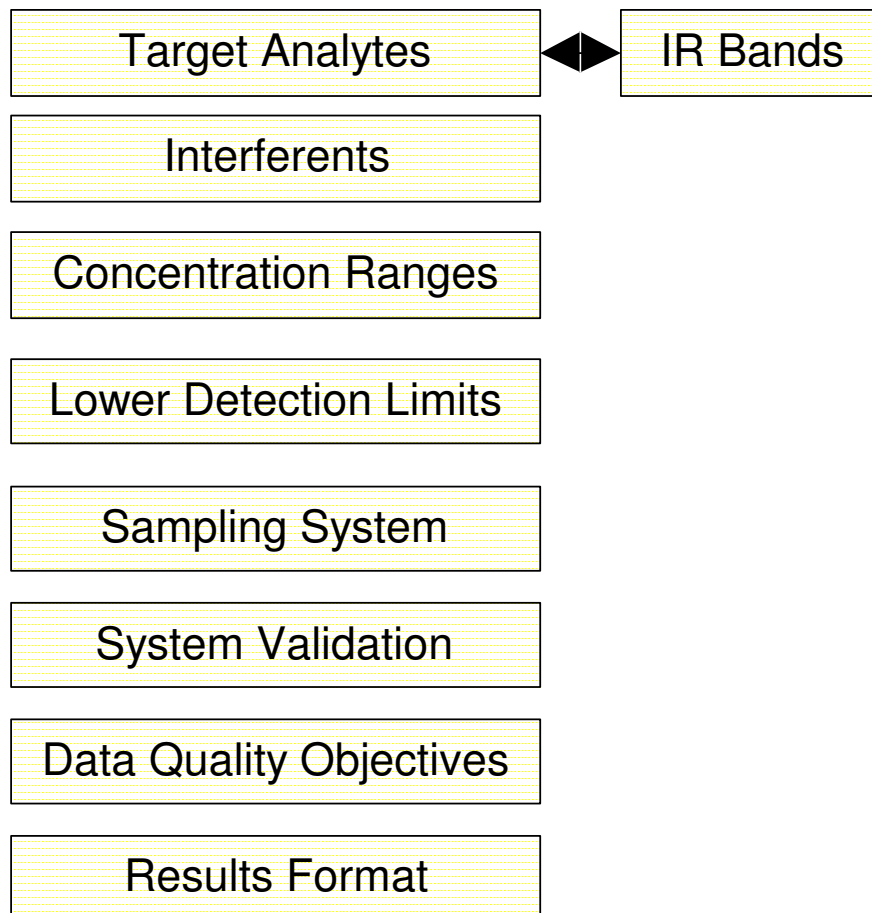 Target Analytes
IR Bands
Interferents
Concentration Ranges
Lower Detection Limits
Sampling System
System Validation
Data Quality Objectives
Results Format